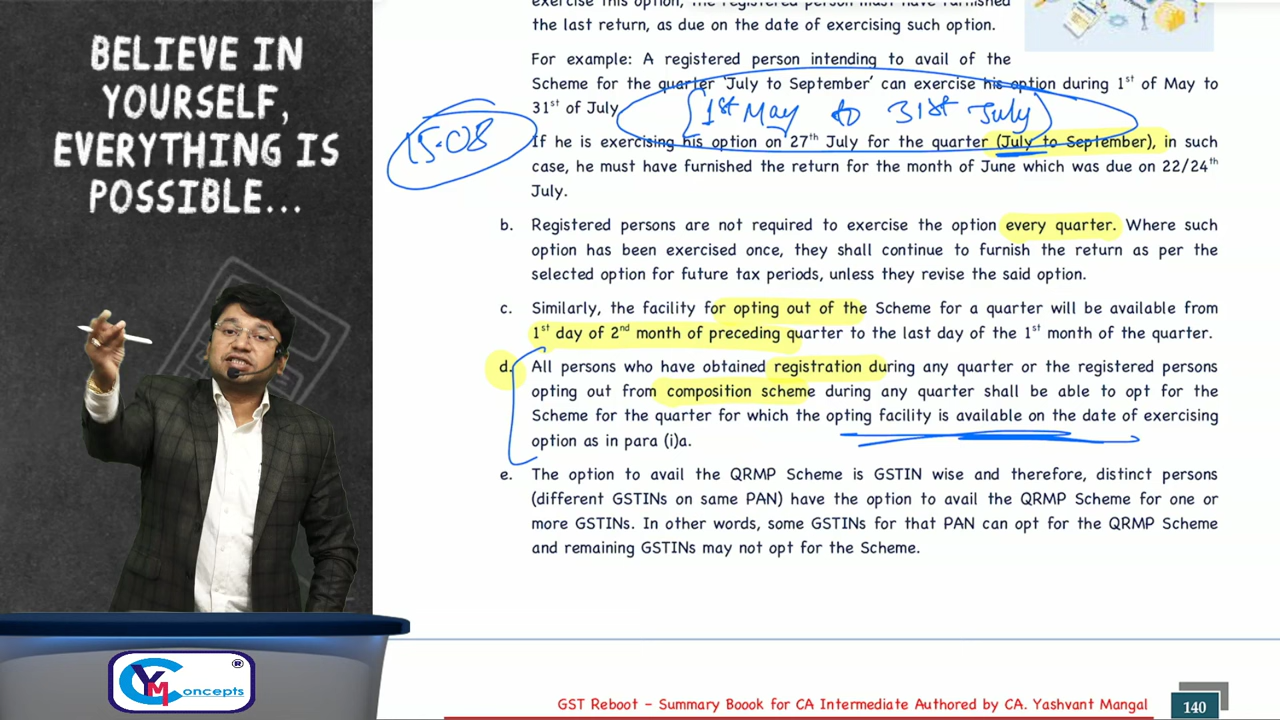 BELIEVE IN
YOURSELF,
EVERYTHING IS
POSSIBLE...
the last return, as due on the date of exercising such option.
For example: A registered person intending to avail of the
Scheme for the quarter 'July to September' can exercise his option during 1st of May to
31st of July
1st May to 31st July
15.08
If he is exercising his option on 27th July for the quarter (July to September), in such
case, he must have furnished the return for the month of June which was due on 22/24th
July.
b. Registered persons are not required to exercise the option every quarter. Where such
option has been exercised once, they shall continue to furnish the return as per the
selected option for future tax periods, unless they revise the said option.
c. Similarly, the facility for opting out of the Scheme for a quarter will be available from
1st day of 2nd month of preceding quarter to the last day of the 1st month of the quarter.
d. All persons who have obtained registration during any quarter or the registered persons
opting out from composition scheme during any quarter shall be able to opt for the
Scheme for the quarter for which the opting facility is available on the date of exercising
option as in para (i)a.
e. The option to avail the QRMP Scheme is GSTIN wise and therefore, distinct persons
(different GSTINs on same PAN) have the option to avail the QRMP Scheme for one or
more GSTINs. In other words, some GSTINs for that PAN can opt for the QRMP Scheme
and remaining GSTINs may not opt for the Scheme.
YM Concepts ®
GST Reboot – Summary Boook for CA Intermediate Authored by CA. Yashvant Mangal
140